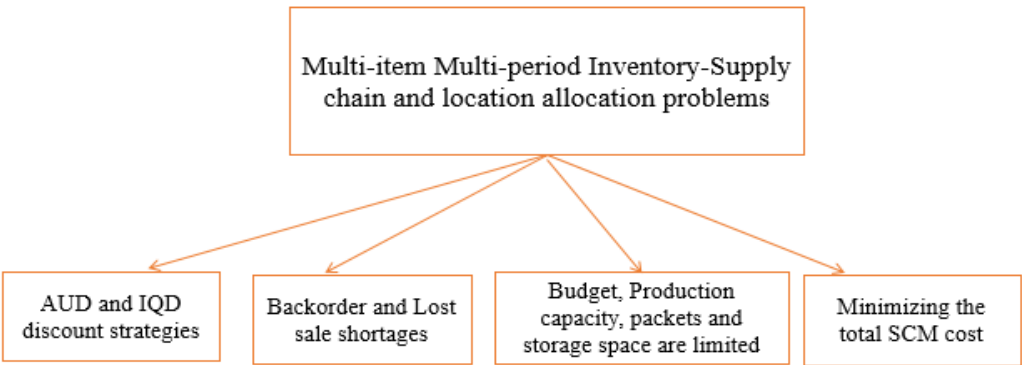 Multi-item Multi-period Inventory-Supply
chain and location allocation problems
AUD and IQD
discount strategies
Backorder and Lost
sale shortages
Budget, Production
capacity, packets and
storage space are limited
Minimizing the
total SCM cost